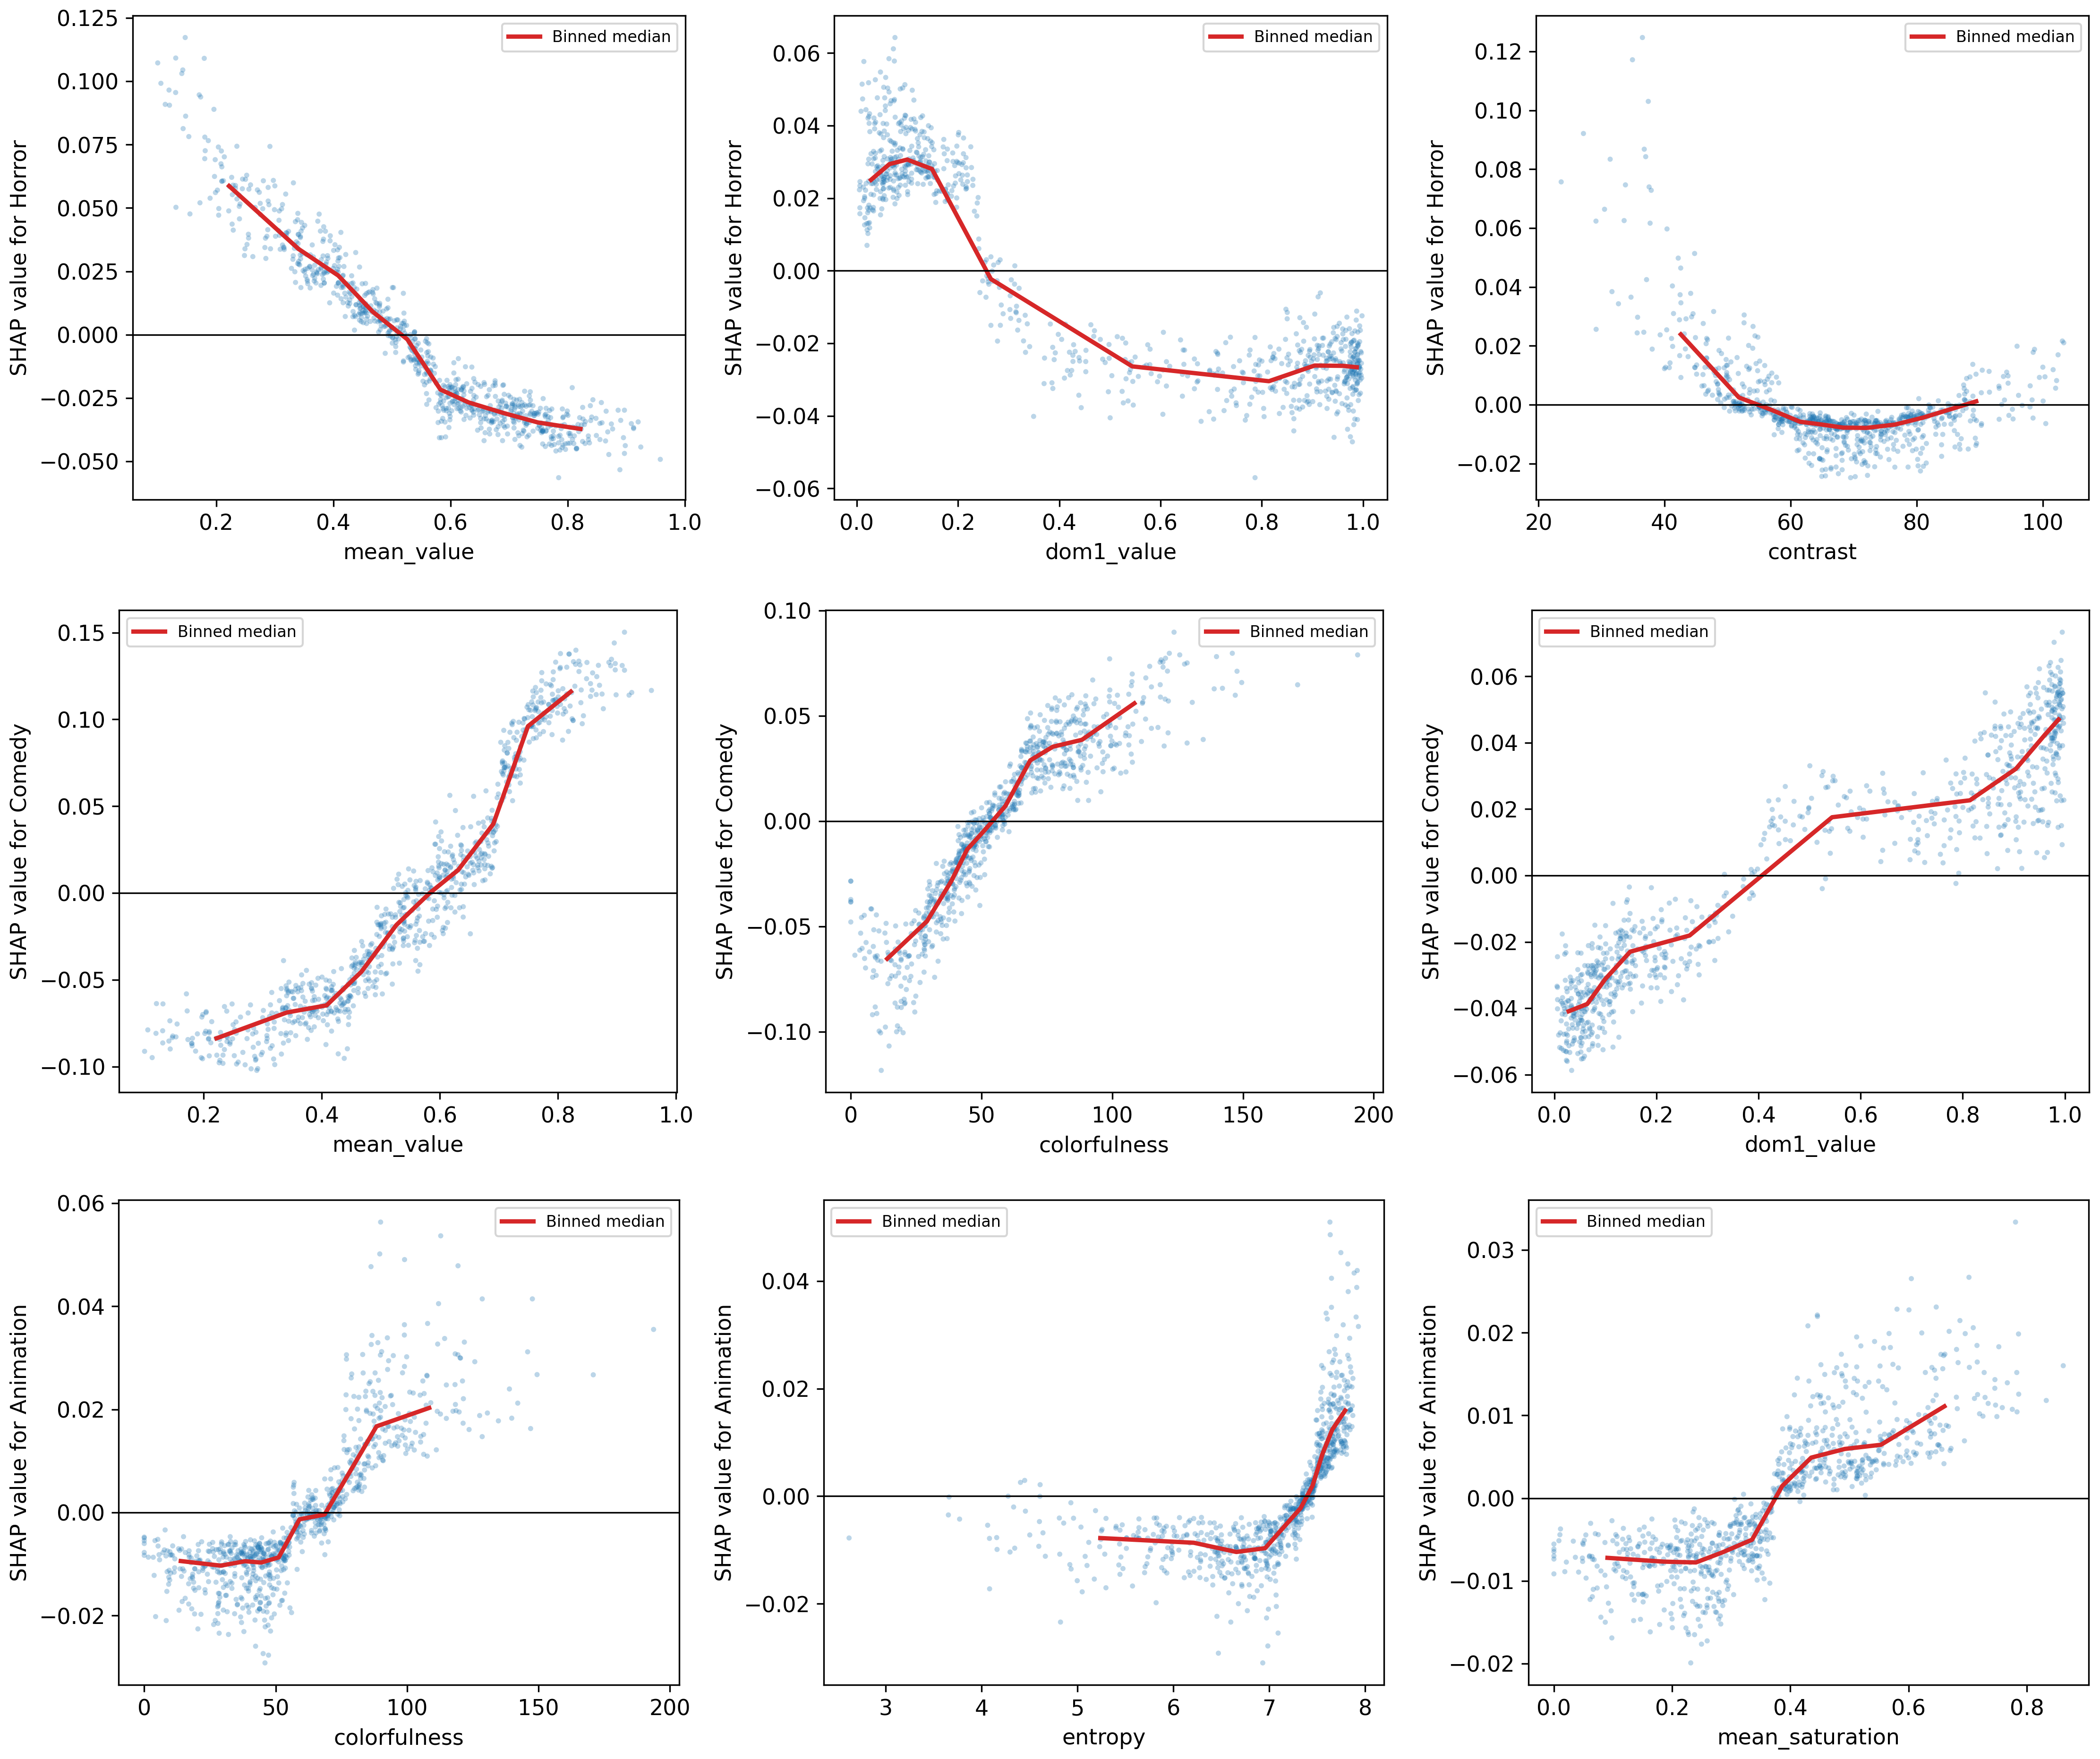 Binned median
SHAP value for Horror
0.125
0.100
0.075
0.050
0.025
0.000
−0.025
−0.050
0.2 0.4 0.6 0.8 1.0
mean_value
Binned median
SHAP value for Horror
0.06
0.04
0.02
0.00
−0.02
−0.04
−0.06
0.0 0.2 0.4 0.6 0.8 1.0
dom1_value
Binned median
SHAP value for Horror
0.12
0.10
0.08
0.06
0.04
0.02
0.00
−0.02
20 40 60 80 100
contrast
Binned median
SHAP value for Comedy
0.15
0.10
0.05
0.00
−0.05
−0.10
0.2 0.4 0.6 0.8 1.0
mean_value
Binned median
SHAP value for Comedy
0.10
0.05
0.00
−0.05
−0.10
0 50 100 150 200
colorfulness
Binned median
SHAP value for Comedy
0.06
0.04
0.02
0.00
−0.02
−0.04
−0.06
0.0 0.2 0.4 0.6 0.8 1.0
dom1_value
Binned median
SHAP value for Animation
0.06
0.04
0.02
0.00
−0.02
0 50 100 150 200
colorfulness
Binned median
SHAP value for Animation
0.04
0.02
0.00
−0.02
3 4 5 6 7 8
entropy
Binned median
SHAP value for Animation
0.03
0.02
0.01
0.00
−0.01
−0.02
0.0 0.2 0.4 0.6 0.8
mean_saturation